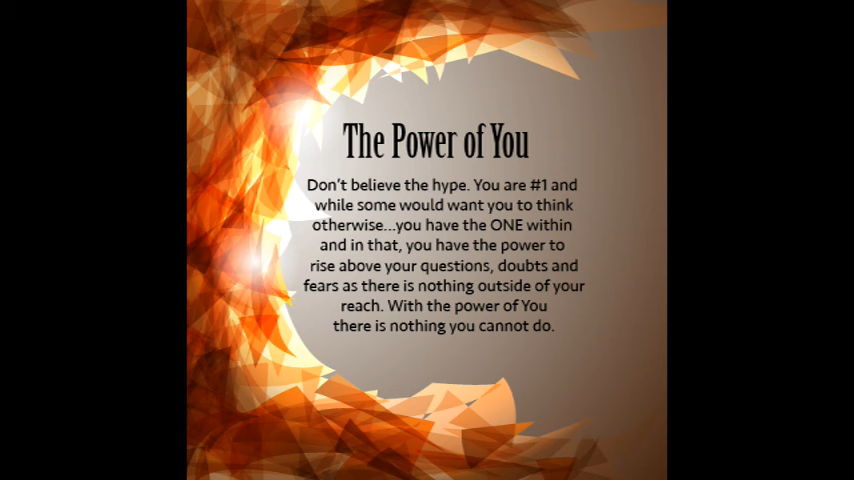 The Power of You
Don't believe the hype. You are #1 and
while some would want you to think
otherwise...you have the ONE within
and in that, you have the power to
rise above your questions, doubts and
fears as there is nothing outside of your
reach. With the power of You
there is nothing you cannot do.